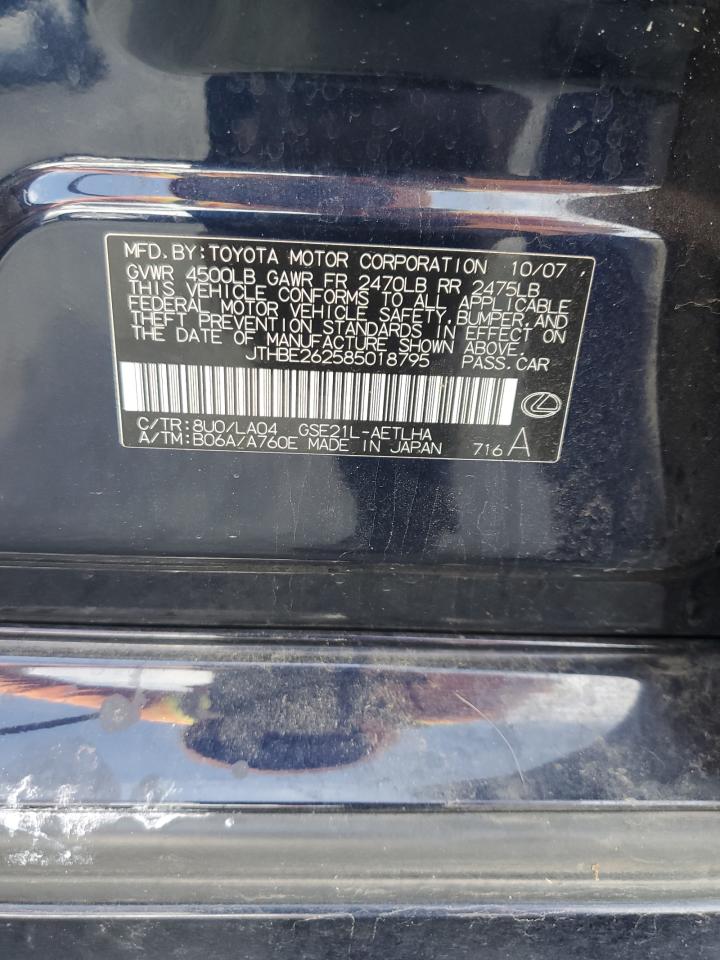 MFD.BY:TOYOTA MOTOR CORPORATION 10/07
GVWR 4500LB GAWR FR 2470LB RR 2475LB
THIS VEHICLE CONFORMS TO ALL APPLICABLE
FEDERAL MOTOR VEHICLE SAFETY, BUMPER, AND
THEFT PREVENTION STANDARDS IN EFFECT ON
THE DATE OF MANUFACTURE SHOWN ABOVE.
JTHBE262585018795 PASS.CAR
C/TR:8U0/LA04 GSE21L-AETLHA
A/TM:B06A/A760E MADE IN JAPAN 716 A